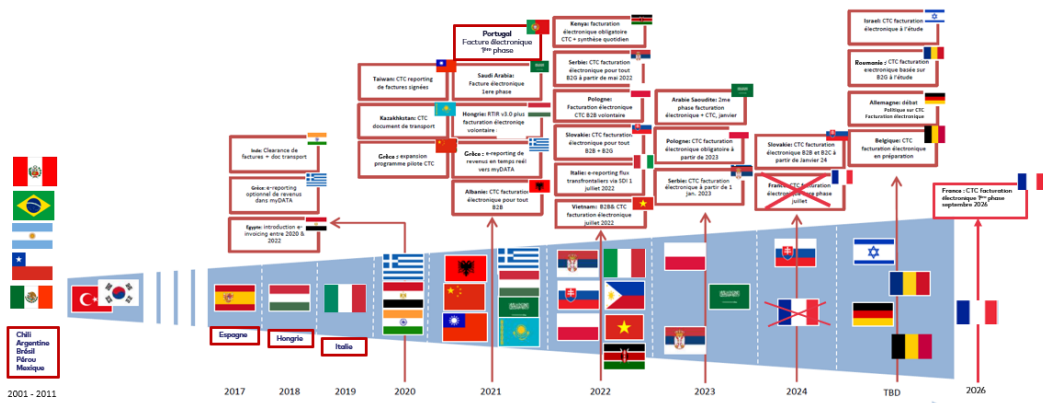 Chili
Argentine
Brésil
Pérou
Mexique
2001 - 2011
Inde: Clearance de
factures + doc transport
Grèce: e-reporting
optionnel de revenus
dans myDATA
Egypte: Introduction e-
invoicing entre 2020 &
2022
Taiwan: CTC reporting
de factures signées
Kazakhstan: CTC
document de transport
Grèce : expansion
programme pilote CTC
Portugal
Facture électronique
1ère phase
Saudi Arabia:
Facture électronique
1ere phase
Hongrie: RTIR v3.0 plus
facturation électronique
volontaire
Grèce : e-reporting
de revenus en temps réel
vers myDATA
Albanie: CTC facturation
électronique pour tout
B2B
Kenya: facturation
électronique obligatoire
CTC + synthèse quotidien
Serbie: CTC facturation
électronique pour tout
B2G à partir de mai 2022
Pologne:
Facturation électronique
CTC B2B volontaire
Slovakie: CTC facturation
électronique pour tout
B2B + B2G
Italie: e-reporting flux
transfrontaliers via SDI 1
juillet 2022
Vietnam: B2B& CTC
facturation électronique
juillet 2022
Arabie Saoudite: 2me
phase facturation
électronique + CTC, janvier
Pologne: CTC facturation
électronique obligatoire à
partir de 2023
Serbie: CTC facturation
électronique à partir de 1
jan. 2023
Slovakie: CTC facturation
électronique B2B et B2C à
partir de Janvier 24
France: CTC facturation
électronique 1ere phase
juillet
Israel: CTC facturation
électronique à l'étude
Roumanie : CTC facturation
électronique basée sur
B2G à l'étude
Allemagne: débat
Politique sur CTC
Facturation électronique
Belgique: CTC
facturation électronique
en préparation
France : CTC facturation
électronique 1ère phase
septembre 2026
Espagne
Hongrie
Italie
2017
2018
2019
2020
2021
2022
2023
2024
TBD
2026